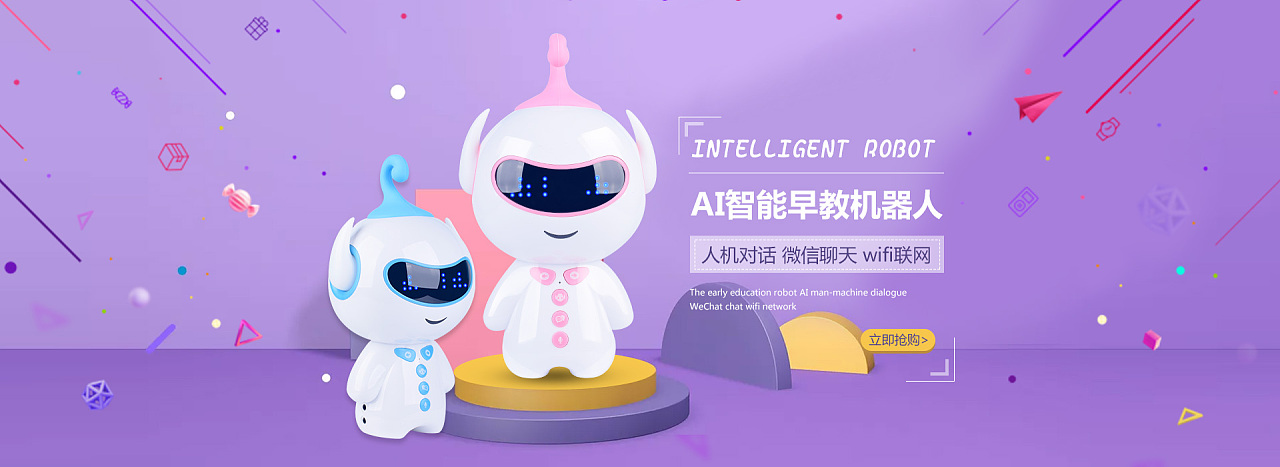 INTELLIGENT ROBOT
AI智能早教机器人
人机对话 微信聊天 wifi联网
The early education robot AI man-machine dialogue
WeChat chat wifi network
立即抢购>